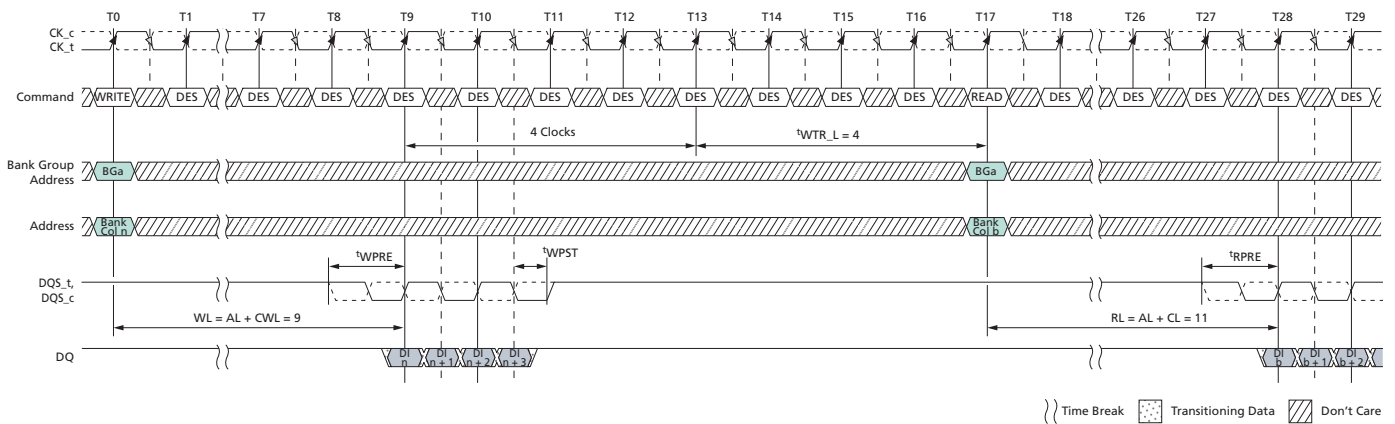 T0 T1 T7 T8 T9 T10 T11 T12 T13 T14 T15 T16 T17 T18 T26 T27 T28 T29
CK_c
CK_t
Command WRITE DES DES DES DES DES DES DES DES DES DES DES READ DES DES DES DES DES
4 Clocks tWTR_L = 4
Bank Group
Address
BGa BGa
Address
Bank
Col n
Bank
Col b
tWPRE tWPST tRPRE
DQS_t,
DQS_c
WL = AL + CWL = 9 RL = AL + CL = 11
DQ
DI
n
DI
n + 1
DI
n + 2
DI
n + 3
DI
b
DI
b + 1
DI
b + 2
Time Break Transitioning Data Don't Care